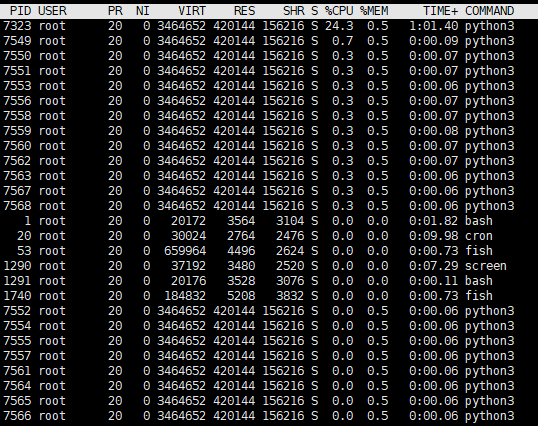 PID USER PR NI VIRT RES SHR S %CPU %MEM TIME+ COMMAND
7323 root 20 0 3464652 420144 156216 S 24.3 0.5 1:01.40 python3
7549 root 20 0 3464652 420144 156216 S 0.7 0.5 0:00.09 python3
7550 root 20 0 3464652 420144 156216 S 0.3 0.5 0:00.07 python3
7551 root 20 0 3464652 420144 156216 S 0.3 0.5 0:00.07 python3
7553 root 20 0 3464652 420144 156216 S 0.3 0.5 0:00.06 python3
7556 root 20 0 3464652 420144 156216 S 0.3 0.5 0:00.07 python3
7558 root 20 0 3464652 420144 156216 S 0.3 0.5 0:00.07 python3
7559 root 20 0 3464652 420144 156216 S 0.3 0.5 0:00.08 python3
7560 root 20 0 3464652 420144 156216 S 0.3 0.5 0:00.07 python3
7562 root 20 0 3464652 420144 156216 S 0.3 0.5 0:00.07 python3
7563 root 20 0 3464652 420144 156216 S 0.3 0.5 0:00.06 python3
7567 root 20 0 3464652 420144 156216 S 0.3 0.5 0:00.06 python3
7568 root 20 0 3464652 420144 156216 S 0.3 0.5 0:00.06 python3
1 root 20 0 20172 3564 3104 S 0.0 0.0 0:01.82 bash
20 root 20 0 30024 2764 2476 S 0.0 0.0 0:09.98 cron
53 root 20 0 659964 4496 2624 S 0.0 0.0 0:00.73 fish
1290 root 20 0 37192 3480 2520 S 0.0 0.0 0:07.29 screen
1291 root 20 0 20176 3528 3076 S 0.0 0.0 0:00.11 bash
1740 root 20 0 184832 5208 3832 S 0.0 0.0 0:00.73 fish
7552 root 20 0 3464652 420144 156216 S 0.0 0.5 0:00.06 python3
7554 root 20 0 3464652 420144 156216 S 0.0 0.5 0:00.06 python3
7555 root 20 0 3464652 420144 156216 S 0.0 0.5 0:00.06 python3
7557 root 20 0 3464652 420144 156216 S 0.0 0.5 0:00.06 python3
7561 root 20 0 3464652 420144 156216 S 0.0 0.5 0:00.06 python3
7564 root 20 0 3464652 420144 156216 S 0.0 0.5 0:00.06 python3
7565 root 20 0 3464652 420144 156216 S 0.0 0.5 0:00.06 python3
7566 root 20 0 3464652 420144 156216 S 0.0 0.5 0:00.06 python3